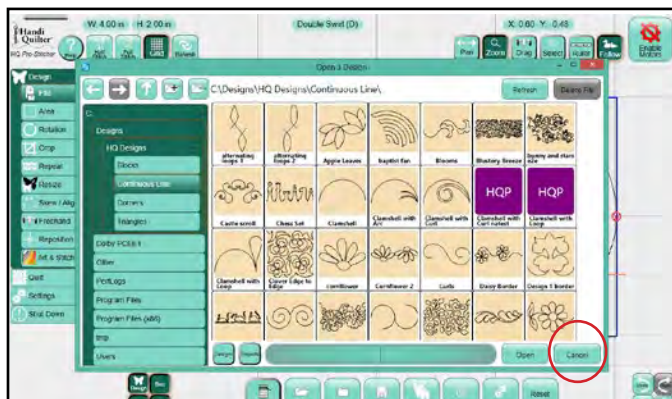 Handi Quilter
W: 4.00 in H: 2.00 in
Double Swirl (D)
X: 0.60 Y: 0.48
HQ Pro-Stitcher
Grid
Pan
Zoom
Drag
Select
Ruler
Follow
Enable Motors
Open a Design
C:\Designs\HQ Designs\Continuous Line\
Refresh
Delete File
Design
File
Area
Rotation
Crop
Repeat
Resize
Freehand
Reposition
Art & Stitch
Quilt
Settings
Shut Down
C:
Designs
HQ Designs
Blocks
Continuous Line
Corners
Triangles
Other
PerfLogs
Program Files
Program Files (x86)
tmp
Users
alternating loops 1
alternating loops 2
Apple Leaves
baptist fan
Blooms
Blustery Breeze
bunny and stars
HQP
HQP
Castle scroll
Chess Set
Clamshell
Clamshell with Arc
Clamshell with Curl
Clamshell with Curl natest
Clamshell with Loop
Clamshell with Loop
Clover Edge to Edge
cornflower
Cornflower 2
Curls
Daisy Border
Design 1 border
Open
Cancel
Reset